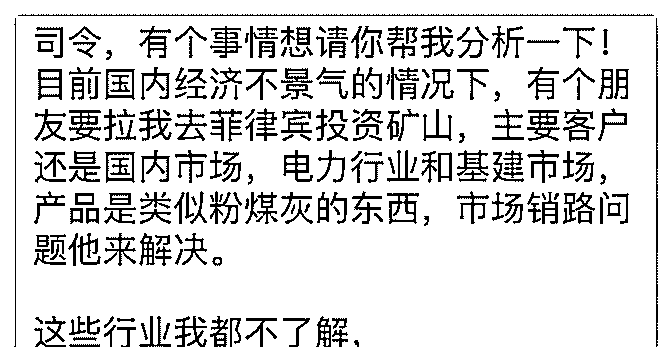 司令，有个事情想请你帮我分析一下！
目前国内经济不景气的情况下，有个朋
友要拉我去菲律宾投资矿山，主要客户
还是国内市场，电力行业和基建市场，
产品是类似粉煤灰的东西，市场销路问
题他来解决。
这些行业我都不了解，